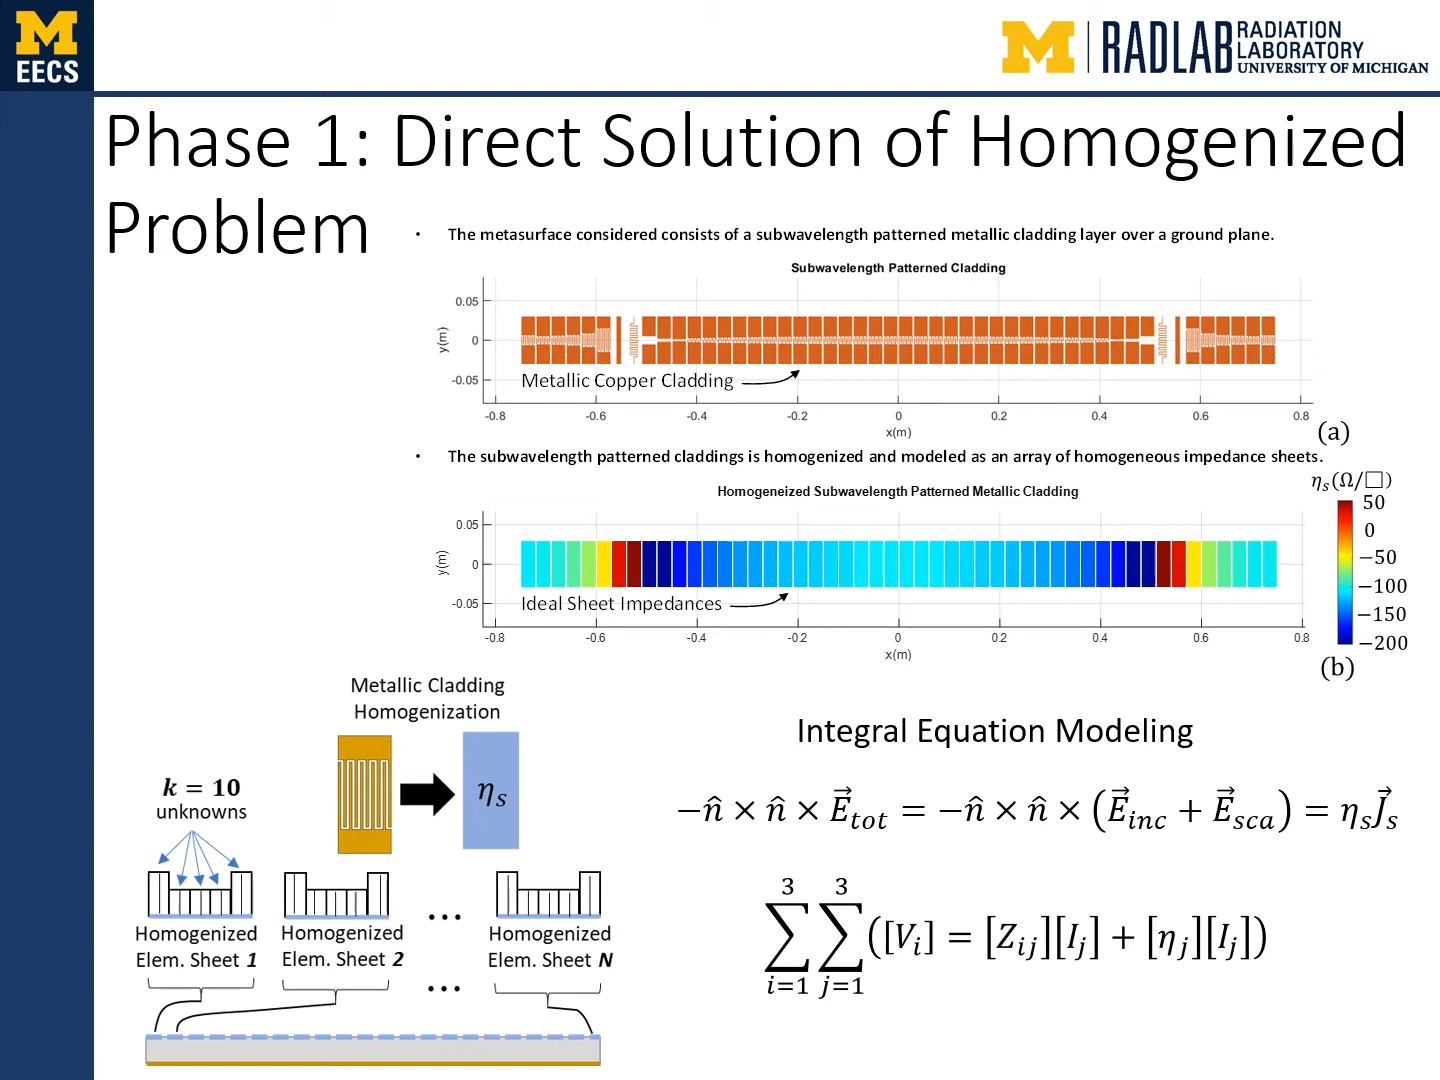 M
EECS
M RADLAB RADIATION
LABORATORY
UNIVERSITY OF MICHIGAN
Phase 1: Direct Solution of Homogenized
Problem
• The metasurface considered consists of a subwavelength patterned metallic cladding layer over a ground plane.
Subwavelength Patterned Cladding
0.05
0
-0.05
y(m)
Metallic Copper Cladding
-0.8 -0.6 -0.4 -0.2 0 0.2 0.4 0.6 0.8
x(m)
(a)
• The subwavelength patterned claddings is homogenized and modeled as an array of homogeneous impedance sheets.
Homogeneized Subwavelength Patterned Metallic Cladding
η_s(Ω/□)
50
0
−50
−100
−150
−200
0.05
0
-0.05
y(m)
Ideal Sheet Impedances
-0.8 -0.6 -0.4 -0.2 0 0.2 0.4 0.6 0.8
x(m)
(b)
Metallic Cladding
Homogenization
η_s
k = 10
unknowns
...
Homogenized
Elem. Sheet 1
Homogenized
Elem. Sheet 2
Homogenized
Elem. Sheet N
...
Integral Equation Modeling
−n̂ × n̂ × E⃗_tot = −n̂ × n̂ × (E⃗_inc + E⃗_sca) = η_s J⃗_s
∑_{i=1}^{3} ∑_{j=1}^{3} ([V_i] = [Z_ij][I_j] + [η_j][I_j])